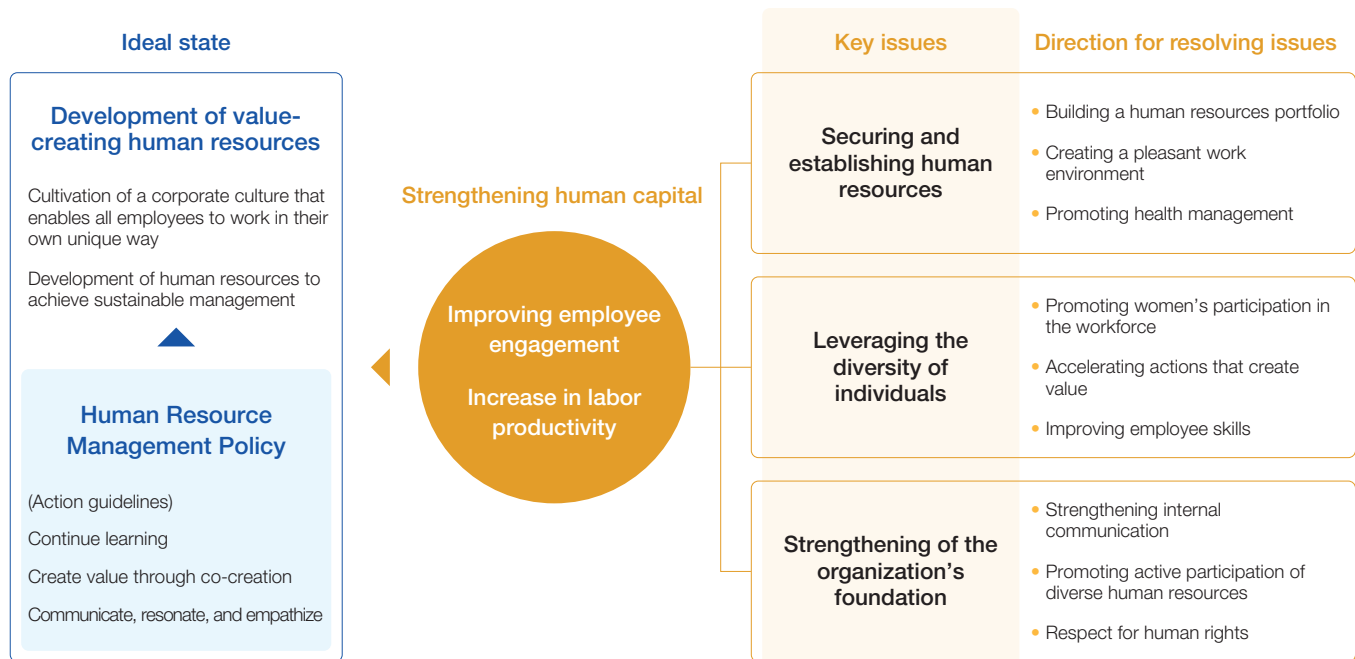 Ideal state
Development of value-
creating human resources
Cultivation of a corporate culture that
enables all employees to work in their
own unique way
Development of human resources to
achieve sustainable management
Human Resource
Management Policy
(Action guidelines)
Continue learning
Create value through co-creation
Communicate, resonate, and empathize
Strengthening human capital
Improving employee
engagement
Increase in labor
productivity
Key issues
Direction for resolving issues
Securing and
establishing human
resources
• Building a human resources portfolio
• Creating a pleasant work
environment
• Promoting health management
Leveraging the
diversity of
individuals
• Promoting women’s participation in
the workforce
• Accelerating actions that create
value
• Improving employee skills
Strengthening of the
organization’s
foundation
• Strengthening internal
communication
• Promoting active participation of
diverse human resources
• Respect for human rights